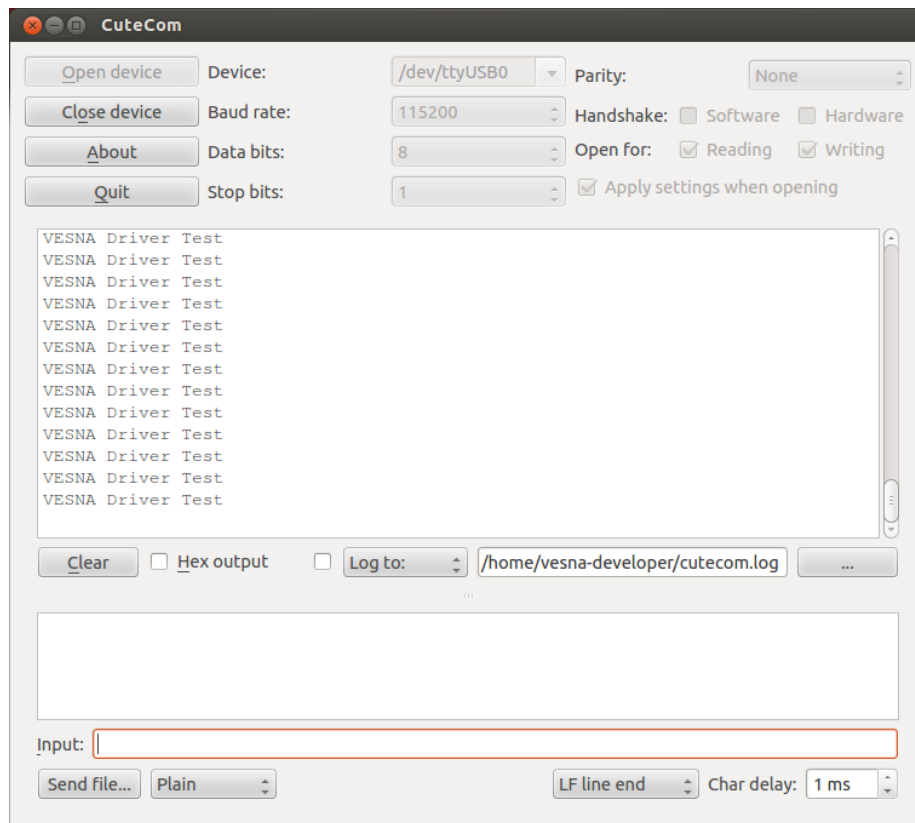 CuteCom
Open device Device: /dev/ttyUSB0 Parity: None
Close device Baud rate: 115200 Handshake: Software Hardware
About Data bits: 8 Open for: Reading Writing
Quit Stop bits: 1 Apply settings when opening
VESNA Driver Test
VESNA Driver Test
VESNA Driver Test
VESNA Driver Test
VESNA Driver Test
VESNA Driver Test
VESNA Driver Test
VESNA Driver Test
VESNA Driver Test
VESNA Driver Test
VESNA Driver Test
VESNA Driver Test
VESNA Driver Test
Clear Hex output Log to: /home/vesna-developer/cutecom.log ...
Input:
Send file... Plain LF line end Char delay: 1 ms